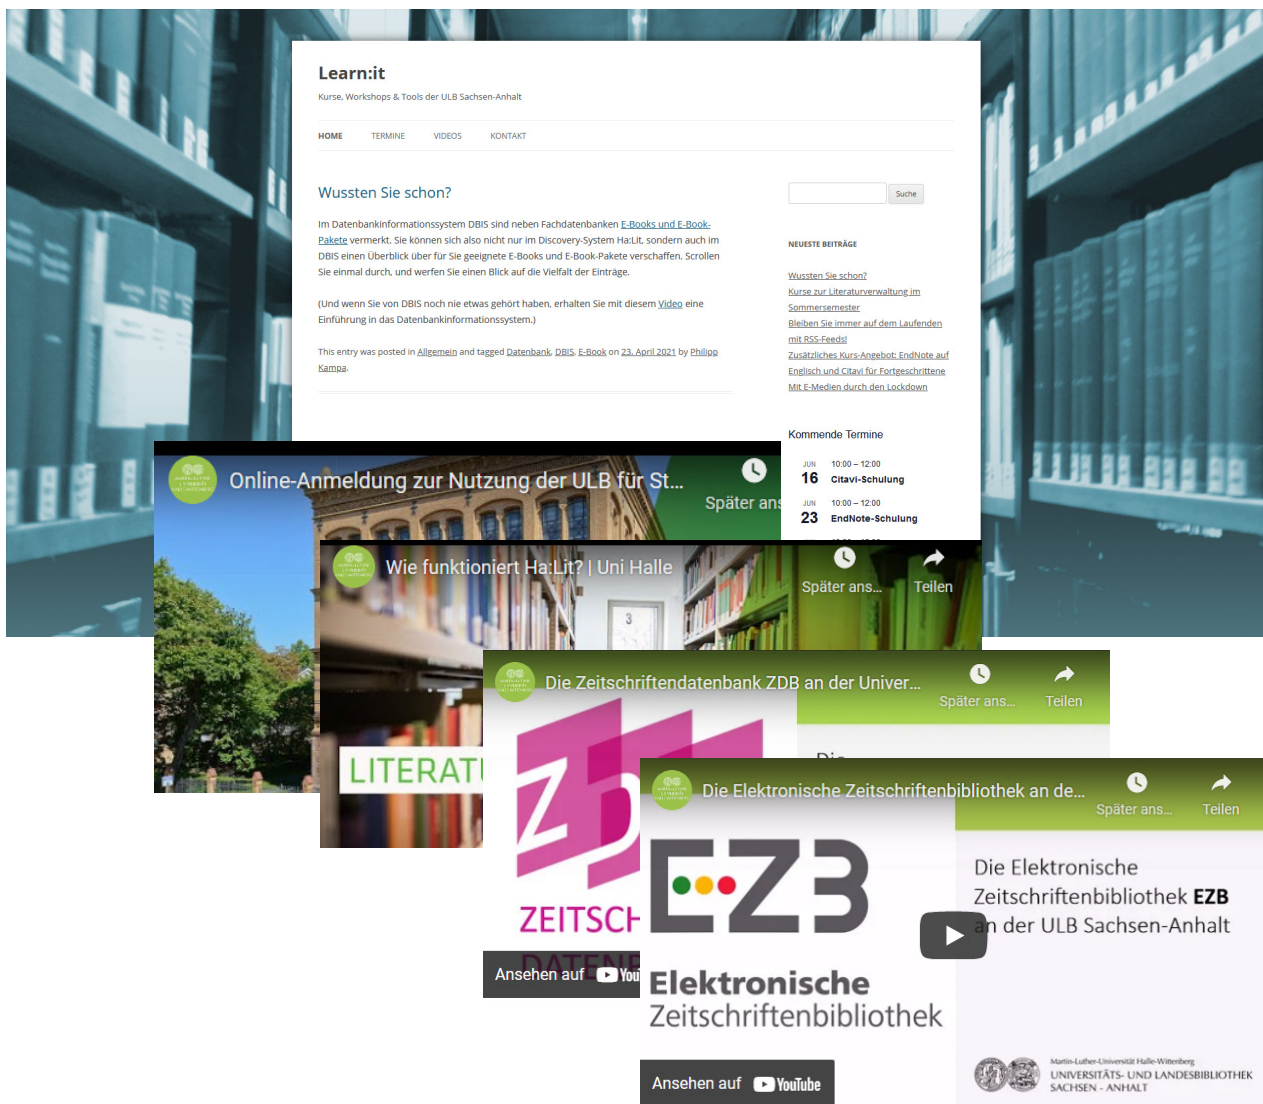 Learn:it
Kurse, Workshops & Tools der ULB Sachsen-Anhalt
HOME TERMINE VIDEOS KONTAKT
Wussten Sie schon?
Im Datenbankinformationssystem DBIS sind neben Fachdatenbanken E-Books und E-Book-
Pakete vermerkt. Sie können sich also nicht nur im Discovery-System Ha:Lit, sondern auch im
DBIS einen Überblick über für Sie geeignete E-Books und E-Book-Pakete verschaffen. Scrollen
Sie einmal durch, und werfen Sie einen Blick auf die Vielfalt der Einträge.
(Und wenn Sie von DBIS noch nie etwas gehört haben, erhalten Sie mit diesem Video eine
Einführung in das Datenbankinformationssystem.)
This entry was posted in Allgemein and tagged Datenbank, DBIS, E-Book on 23. April 2021 by Philipp
Kampa.
Suche
NEUESTE BEITRÄGE
Wussten Sie schon?
Kurse zur Literaturverwaltung im
Sommersemester
Bleiben Sie immer auf dem Laufenden
mit RSS-Feeds!
Zusätzliches Kurs-Angebot: EndNote auf
Englisch und Citavi für Fortgeschrittene
Mit E-Medien durch den Lockdown
Kommende Termine
JUN 10:00 – 12:00
16 Citavi-Schulung
JUN 10:00 – 12:00
23 EndNote-Schulung
Online-Anmeldung zur Nutzung der ULB für St...
Später ans
Wie funktioniert Ha:Lit? | Uni Halle
Später ans... Teilen
3
LITERAT
Die Zeitschriftendatenbank ZDB an der Univer...
Später ans... Teilen
Die
ZDB
ZEITSCH
DATENB
Ansehen auf You
Die Elektronische Zeitschriftenbibliothek an de...
Später ans... Teilen
EZB
Elektronische
Zeitschriftenbibliothek
Die Elektronische
Zeitschriftenbibliothek EZB
an der ULB Sachsen-Anhalt
Ansehen auf YouTube
Martin-Luther-Universität Halle-Wittenberg
UNIVERSITÄTS- UND LANDESBIBLIOTHEK
SACHSEN - ANHALT